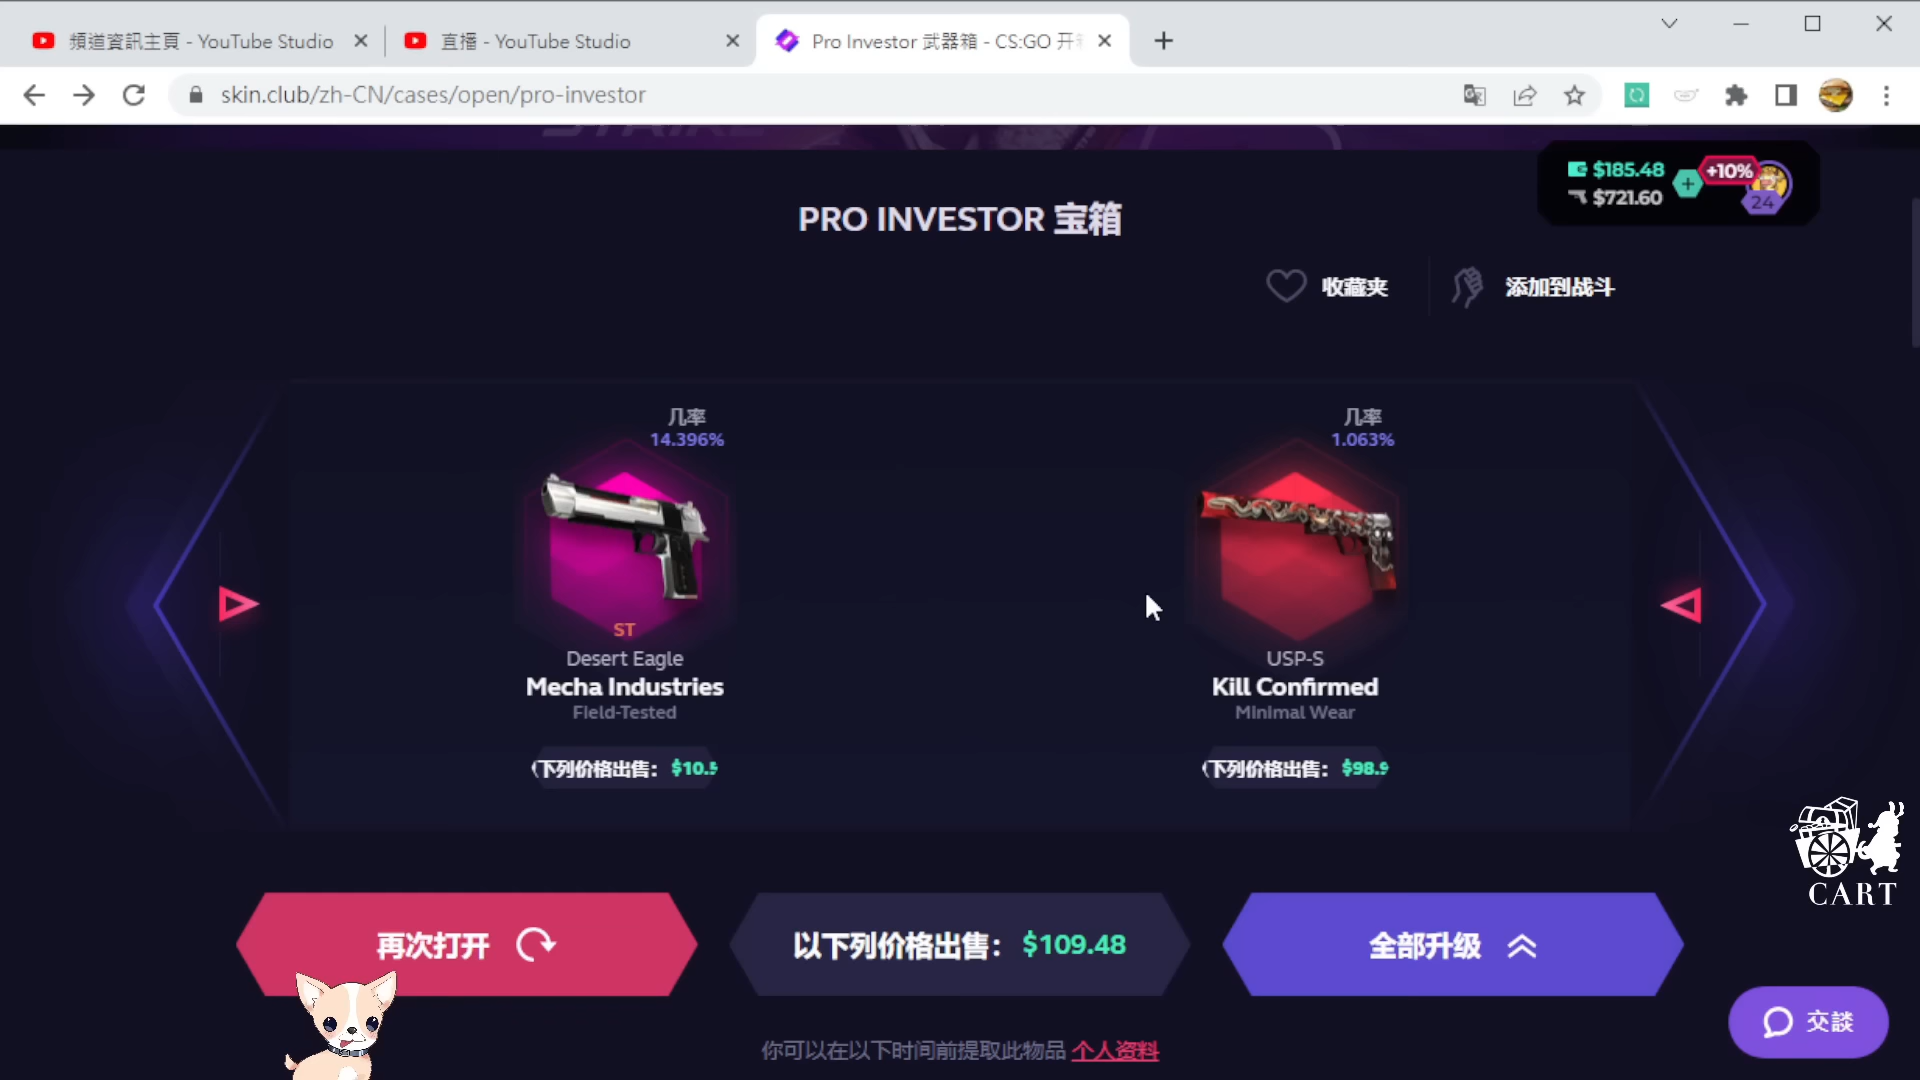 頻道資訊主頁 - YouTube Studio
直播 - YouTube Studio
Pro Investor 武器箱 - CS:GO 开
skin.club/zh-CN/cases/open/pro-investor
$185.48
+10%
$721.60
24
PRO INVESTOR 宝箱
收藏夹
添加到战斗
几率
14.396%
几率
1.063%
ST
Desert Eagle
Mecha Industries
Field-Tested
USP-S
Kill Confirmed
Minimal Wear
下列价格出售： $10.5
下列价格出售： $98.9
CART
再次打开
以下列价格出售： $109.48
全部升级
交談
你可以在以下时间前提取此物品 个人资料